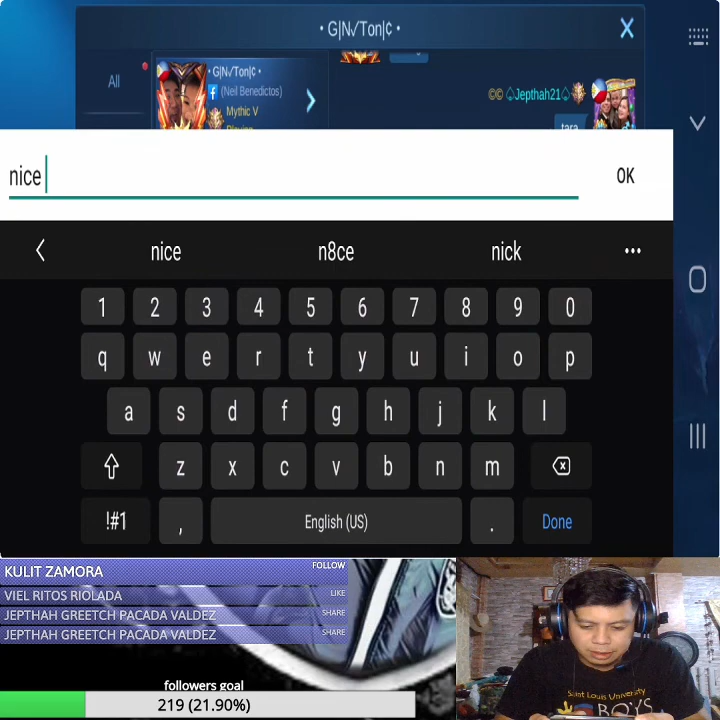 • G|N✓Ton|¢ •
X
All
• G|N✓Ton|¢ •
(Neil Benedictos)
Mythic V
Playing
©© ♤Jepthah21♤
tara
nice
OK
nice n8ce nick •••
1 2 3 4 5 6 7 8 9 0
q w e r t y u i o p
a s d f g h j k l
z x c v b n m
!#1 , English (US) . Done
KULIT ZAMORA FOLLOW
VIEL RITOS RIOLADA LIKE
JEPTHAH GREETCH PACADA VALDEZ SHARE
JEPTHAH GREETCH PACADA VALDEZ SHARE
followers goal
219 (21.90%)
Saint Louis University
BOYS